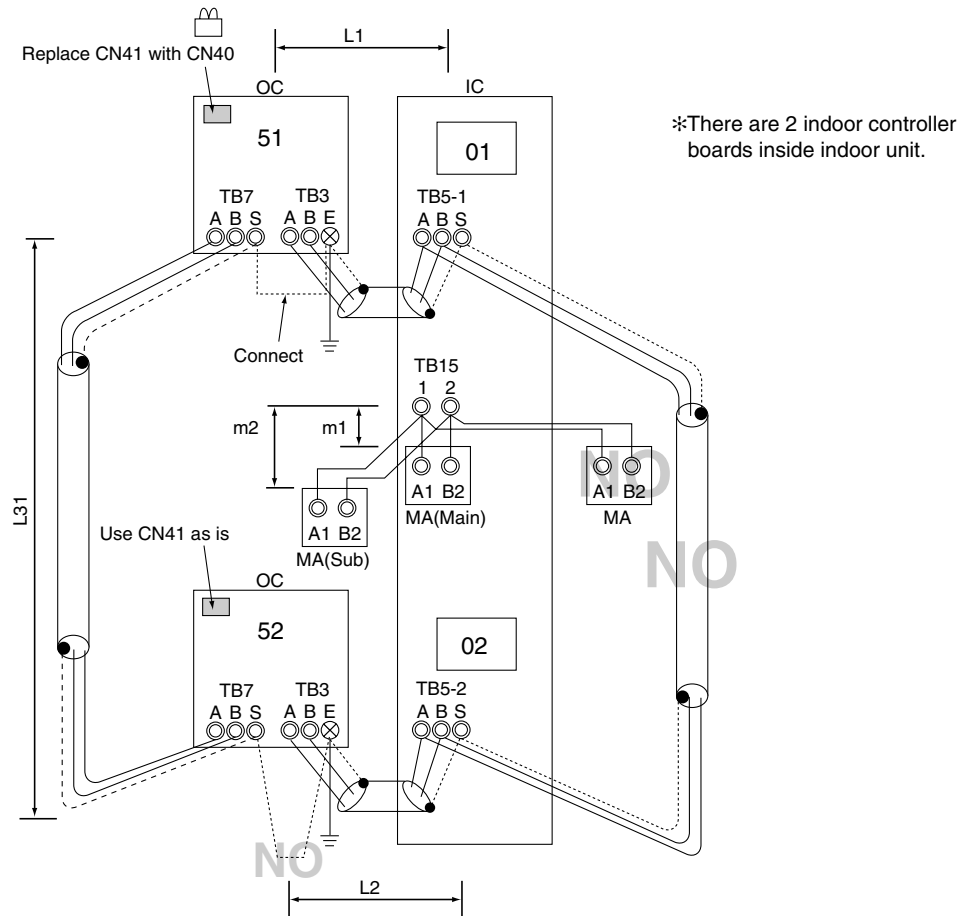 Replace CN41 with CN40
L1
OC
IC
✻There are 2 indoor controller
boards inside indoor unit.
51
01
TB7
TB3
TB5-1
A B S
A B E
A B S
Connect
TB15
1 2
m2
m1
L31
NO
A1 B2
A1 B2
MA(Main)
MA
A1 B2
MA(Sub)
Use CN41 as is
NO
OC
52
02
TB7
TB3
TB5-2
A B S
A B E
A B S
NO
L2